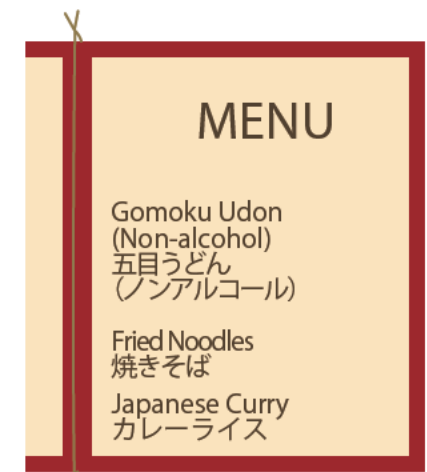 MENU
Gomoku Udon
(Non-alcohol)
五目うどん
（ノンアルコール）
Fried Noodles
焼きそば
Japanese Curry
カレーライス